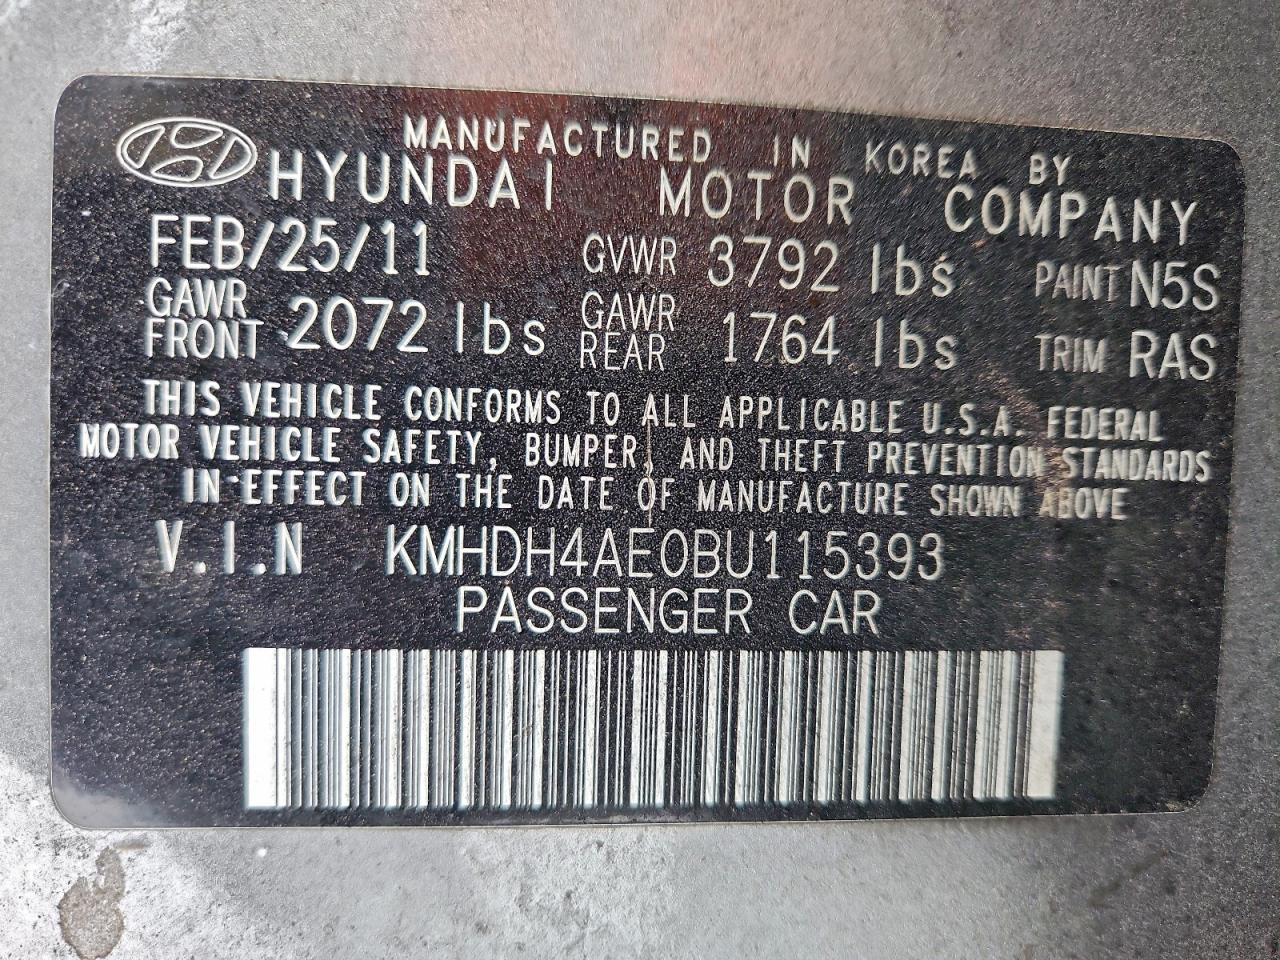 MANUFACTURED IN KOREA BY
HYUNDAI MOTOR COMPANY
FEB/25/11 GVWR 3792 lbs PAINT N5S
GAWR FRONT 2072 lbs GAWR REAR 1764 lbs TRIM RAS
THIS VEHICLE CONFORMS TO ALL APPLICABLE U.S.A. FEDERAL
MOTOR VEHICLE SAFETY, BUMPER, AND THEFT PREVENTION STANDARDS
IN EFFECT ON THE DATE OF MANUFACTURE SHOWN ABOVE
V.I.N KMHDH4AE0BU115393
PASSENGER CAR